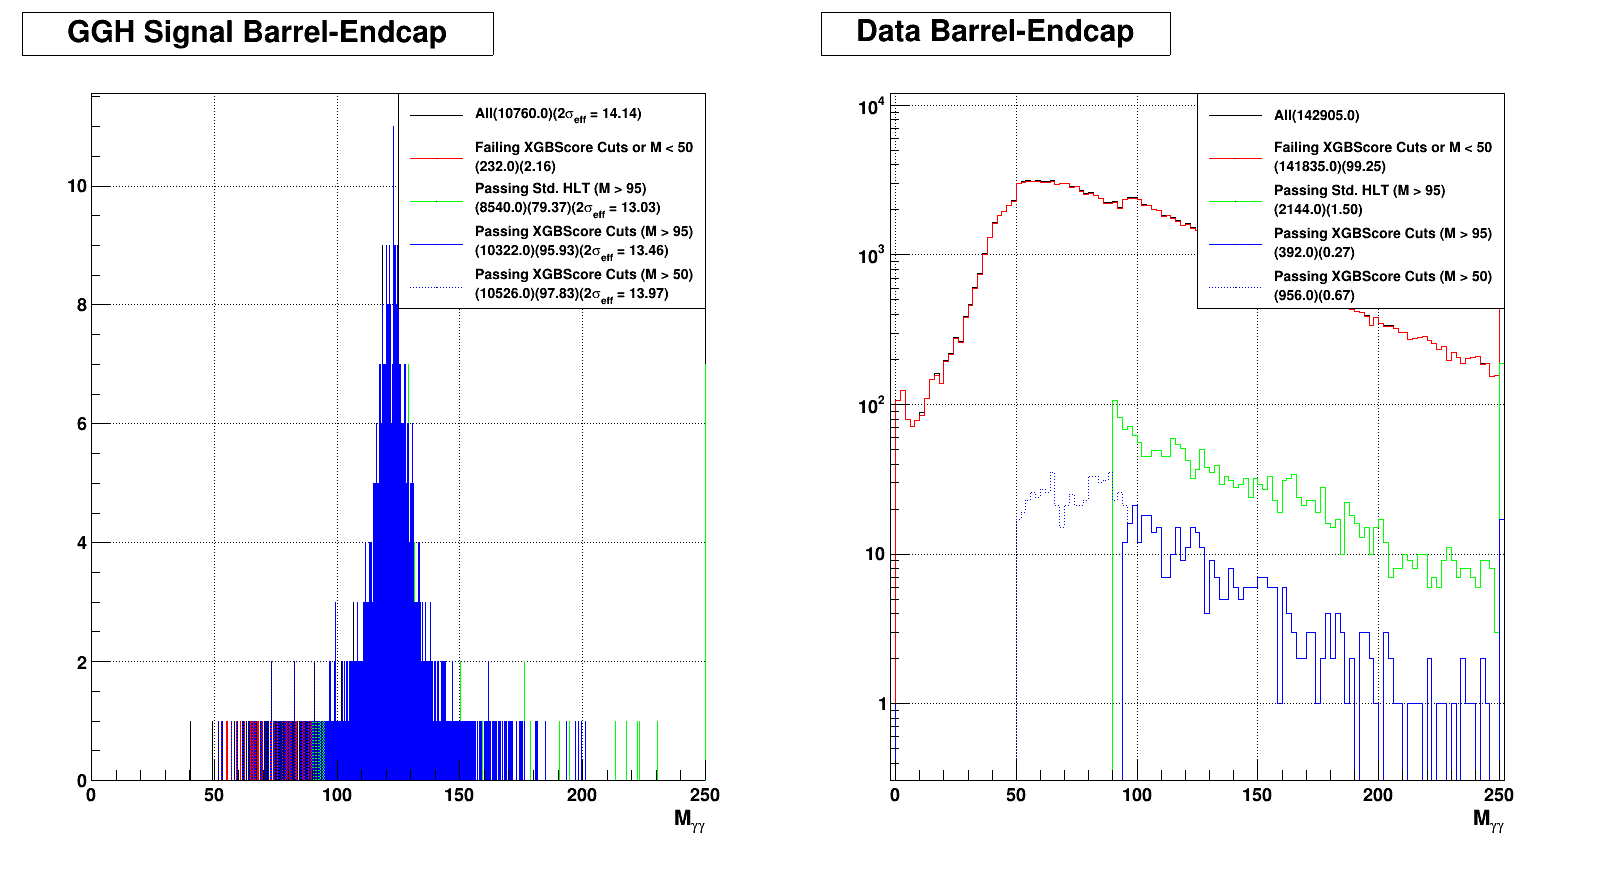 GGH Signal Barrel-Endcap
All(10760.0)(2σeff = 14.14)
Failing XGBScore Cuts or M < 50
(232.0)(2.16)
Passing Std. HLT (M > 95)
(8540.0)(79.37)(2σeff = 13.03)
Passing XGBScore Cuts (M > 95)
(10322.0)(95.93)(2σeff = 13.46)
Passing XGBScore Cuts (M > 50)
(10526.0)(97.83)(2σeff = 13.97)
10
8
6
4
2
0
0 50 100 150 200 250
Mγγ
Data Barrel-Endcap
All(142905.0)
Failing XGBScore Cuts or M < 50
(141835.0)(99.25)
Passing Std. HLT (M > 95)
(2144.0)(1.50)
Passing XGBScore Cuts (M > 95)
(392.0)(0.27)
Passing XGBScore Cuts (M > 50)
(956.0)(0.67)
10^4
10^3
10^2
10
1
0 50 100 150 200 250
Mγγ